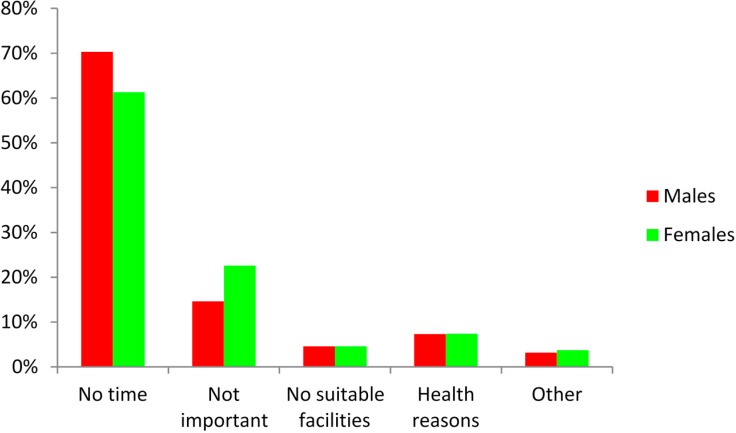 80%
70%
60%
50%
40%
30%
20%
10%
0%
No time
Not
important
No suitable
facilities
Health
reasons
Other
Males
Females